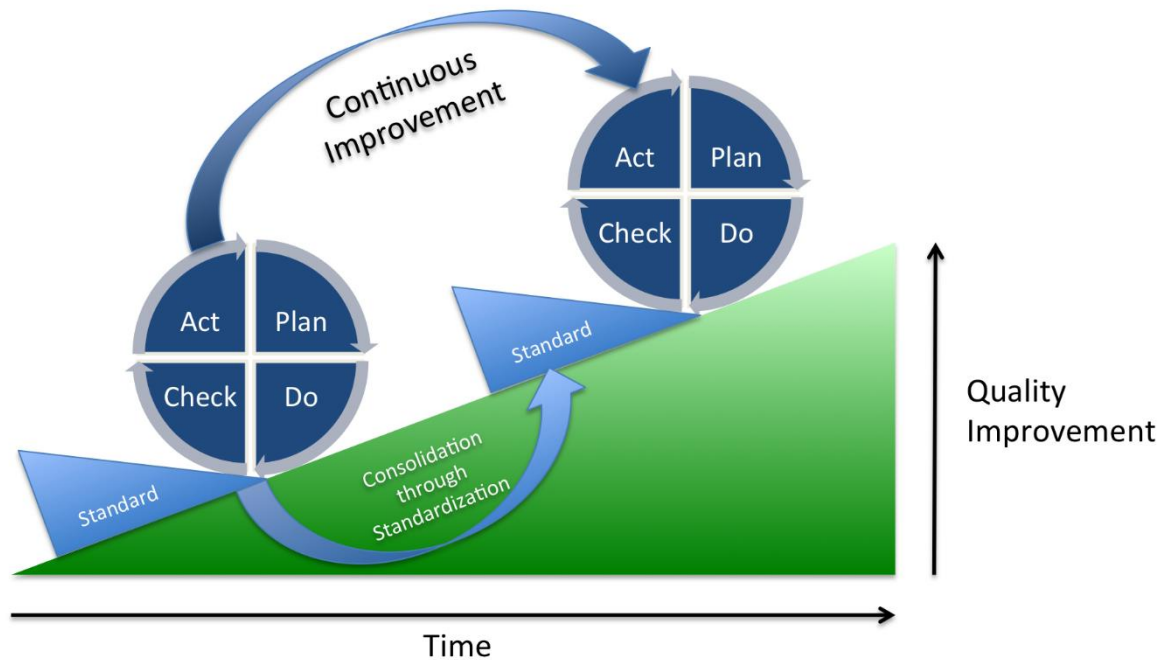 Continuous
Improvement
Act
Plan
Check
Do
Act
Plan
Check
Do
Standard
Standard
Consolidation
through
Standardization
Quality
Improvement
Time